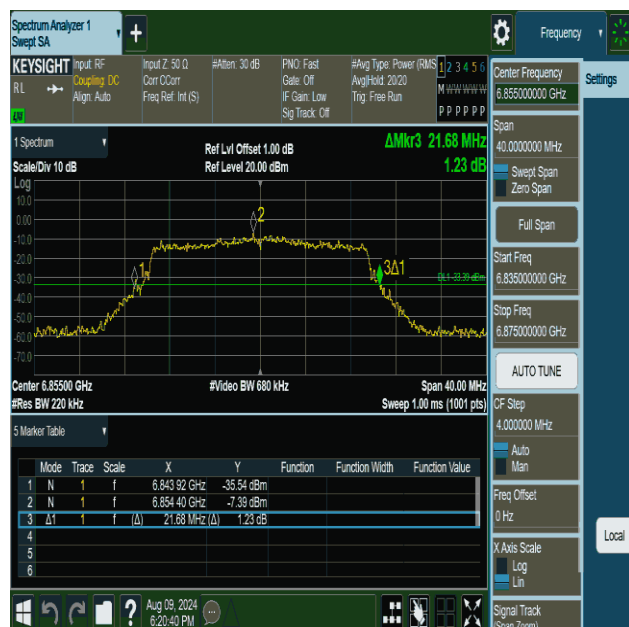 Spectrum Analyzer 1
Swept SA
+
Frequency
KEYSIGHT
RL
LXI
Input: RF
Coupling: DC
Align: Auto
Input Z: 50 Ω
Corr CCorr
Freq Ref: Int (S)
#Atten: 30 dB
PNO: Fast
Gate: Off
IF Gain: Low
Sig Track: Off
#Avg Type: Power (RMS
Avg|Hold: 20/20
Trig: Free Run
1 2 3 4 5 6
M W W W W W
P P P P P P
1 Spectrum
Scale/Div 10 dB
Ref Lvl Offset 1.00 dB
Ref Level 20.00 dBm
ΔMkr3 21.68 MHz
1.23 dB
Log
10.0
0.00
-10.0
-20.0
-30.0
-40.0
-50.0
-60.0
-70.0
1
2
3Δ1
DL1 -33.39 dBm
Center 6.85500 GHz
#Video BW 680 kHz
Span 40.00 MHz
#Res BW 220 kHz
Sweep 1.00 ms (1001 pts)
5 Marker Table
Mode Trace Scale X Y Function Function Width Function Value
1 N 1 f 6.843 92 GHz -35.54 dBm
2 N 1 f 6.854 40 GHz -7.39 dBm
3 Δ1 1 f (Δ) 21.68 MHz (Δ) 1.23 dB
4
5
6
?
Aug 09, 2024
6:20:40 PM
Center Frequency
6.855000000 GHz
Settings
Span
40.0000000 MHz
Swept Span
Zero Span
Full Span
Start Freq
6.835000000 GHz
Stop Freq
6.875000000 GHz
AUTO TUNE
CF Step
4.000000 MHz
Auto
Man
Freq Offset
0 Hz
Local
X Axis Scale
Log
Lin
Signal Track
(Span Zoom)